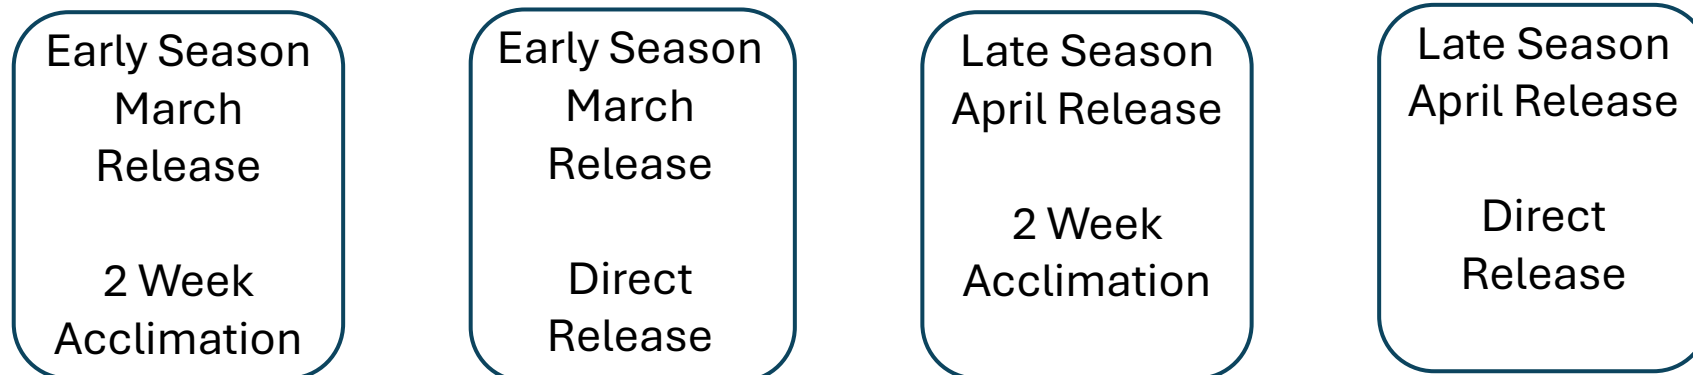 Early Season
March
Release
2 Week
Acclimation
Early Season
March
Release
Direct
Release
Late Season
April Release
2 Week
Acclimation
Late Season
April Release
Direct
Release